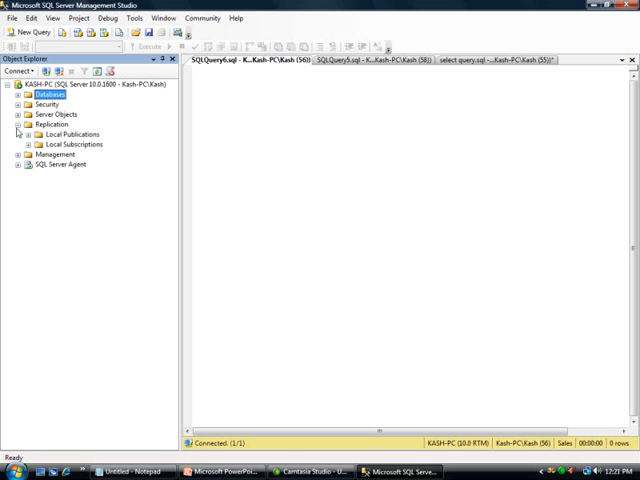 Microsoft SQL Server Management Studio
File Edit View Project Debug Tools Window Community Help
New Query
Execute
Object Explorer
SQLQuery6.sql - K...Kash-PC\Kash (56)) SQLQuery5.sql - K...Kash-PC\Kash (58)) select query.sql -...Kash-PC\Kash (55))*
Connect
KASH-PC (SQL Server 10.0.1600 - Kash-PC\Kash)
Databases
Security
Server Objects
Replication
Local Publications
Local Subscriptions
Management
SQL Server Agent
Connected. (1/1) KASH-PC (10.0 RTM) Kash-PC\Kash (56) Sales 00:00:00 0 rows
Ready
Untitled - Notepad Microsoft PowerPoi... Camtasia Studio - U... Microsoft SQL Serve... 12:21 PM